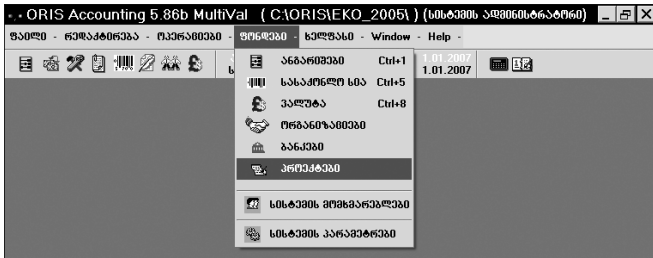 ORIS Accounting 5.86b MultiVal ( C:\ORIS\EKO_2005\ ) (სისტემის ადმინისტრატორი)
ფაილი - რედაქტირება - ოპერაციები - ფონდები - ხელფასი - Window - Help -
1.01.2007
1.01.2007
ანგარიშები Ctrl+1
სასაქონლო სია Ctrl+5
ვალუტა Ctrl+8
ორგანიზაციები
ბანკები
პროექტები
სისტემის მომხმარებლები
სისტემის პარამეტრები